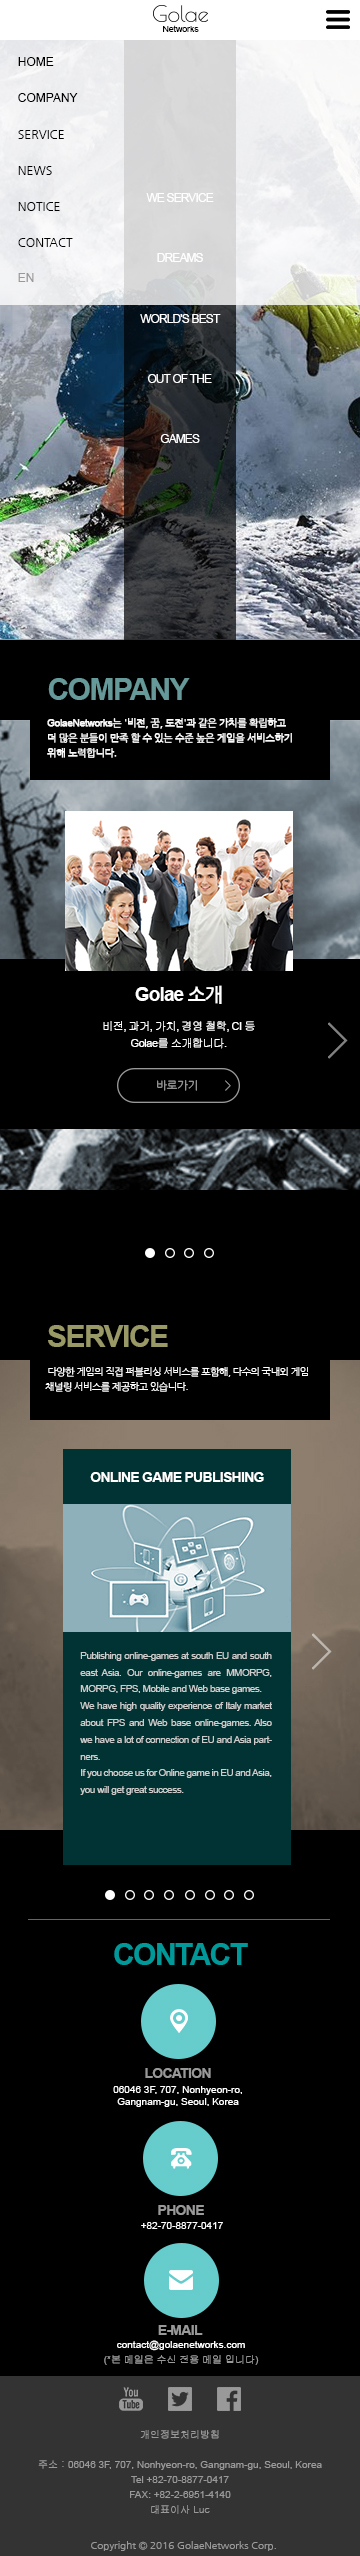 Golae
Networks
HOME
COMPANY
SERVICE
NEWS
NOTICE
CONTACT
EN
WE SERVICE
DREAMS
WORLD'S BEST
OUT OF THE
GAMES
COMPANY
GolaeNetworks는 '비전, 꿈, 도전'과 같은 가치를 확립하고
더 많은 분들이 만족 할 수 있는 수준 높은 게임을 서비스하기
위해 노력합니다.
Golae 소개
비전, 과거, 가치, 경영 철학, CI 등
Golae를 소개합니다.
바로가기
SERVICE
다양한 게임의 직접 퍼블리싱 서비스를 포함해, 다수의 국내외 게임
채널링 서비스를 제공하고 있습니다.
ONLINE GAME PUBLISHING
G
Publishing online-games at south EU and south
east Asia. Our online-games are MMORPG,
MORPG, FPS, Mobile and Web base games.
We have high quality experience of Italy market
about FPS and Web base online-games. Also
we have a lot of connection of EU and Asia part-
ners.
If you choose us for Online game in EU and Asia,
you will get great success.
CONTACT
LOCATION
06046 3F, 707, Nonhyeon-ro,
Gangnam-gu, Seoul, Korea
PHONE
+82-70-8877-0417
E-MAIL
contact@golaenetworks.com
(*본 메일은 수신 전용 메일 입니다)
You
Tube
개인정보처리방침
주소 : 06046 3F, 707, Nonhyeon-ro, Gangnam-gu, Seoul, Korea
Tel +82-70-8877-0417
FAX: +82-2-6951-4140
대표이사 Luc
Copyright © 2016 GolaeNetworks Corp.